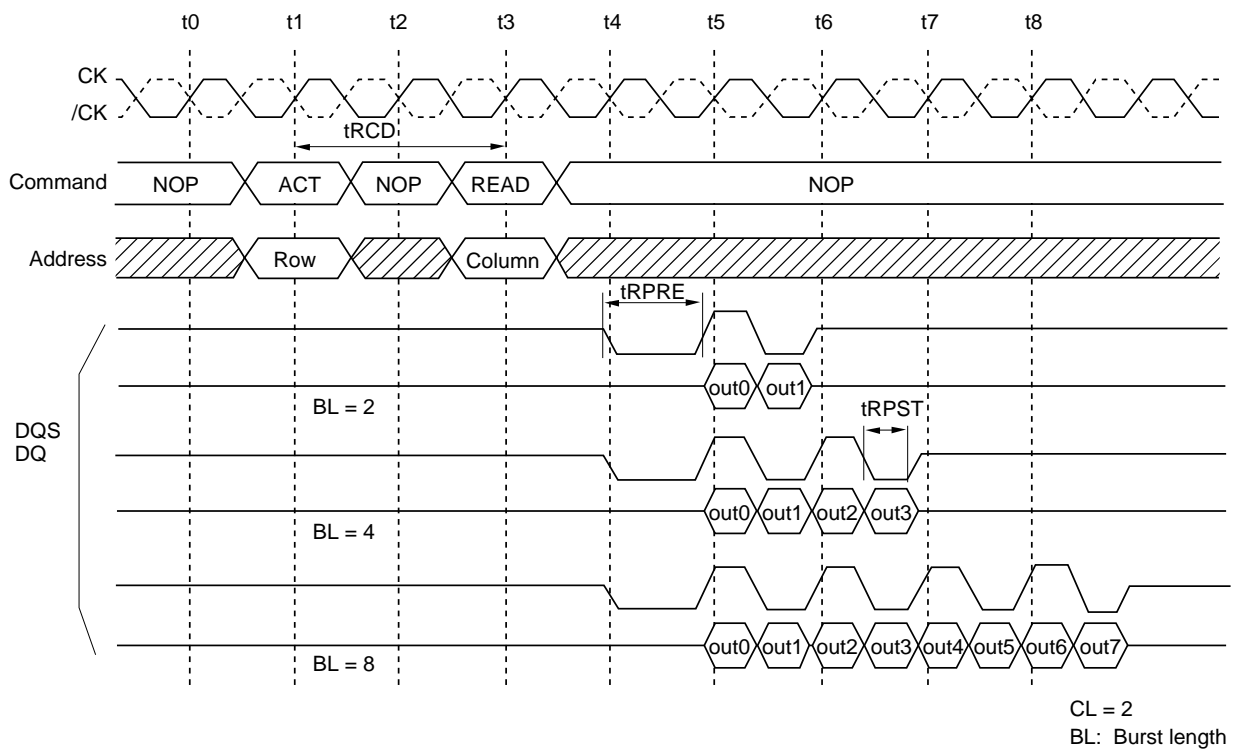 t0 t1 t2 t3 t4 t5 t6 t7 t8
CK
/CK
tRCD
Command NOP ACT NOP READ NOP
Address Row Column
tRPRE
out0 out1
BL = 2
tRPST
DQS
DQ
out0 out1 out2 out3
BL = 4
out0 out1 out2 out3 out4 out5 out6 out7
BL = 8
CL = 2
BL: Burst length